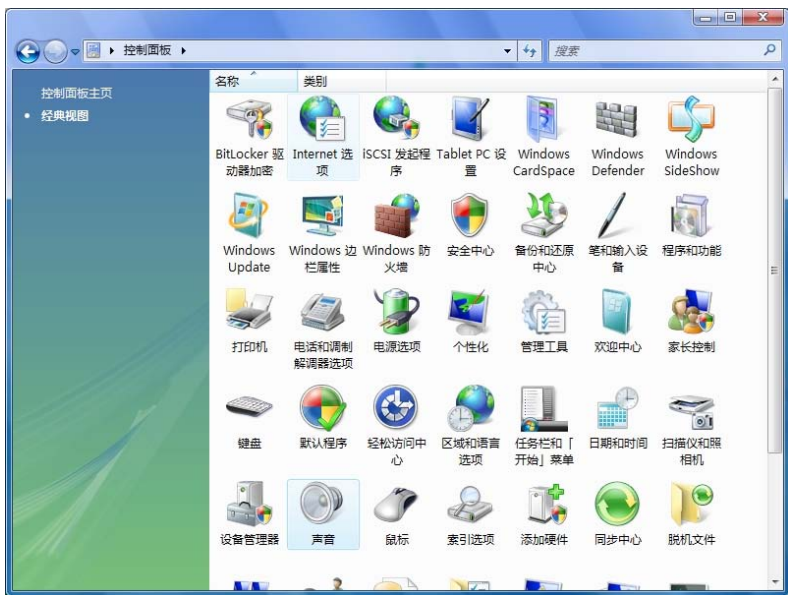 控制面板
搜索
控制面板主页
经典视图
名称 类别
BitLocker 驱 Internet 选 iSCSI 发起程 Tablet PC 设 Windows Windows Windows
动器加密 项 序 置 CardSpace Defender SideShow
Windows Windows 边 Windows 防 安全中心 备份和还原 笔和输入设 程序和功能
Update 栏属性 火墙 中心 备
打印机 电话和调制 电源选项 个性化 管理工具 欢迎中心 家长控制
解调器选项
键盘 默认程序 轻松访问中 区域和语言 任务栏和「 日期和时间 扫描仪和照
心 选项 开始」菜单 相机
设备管理器 声音 鼠标 索引选项 添加硬件 同步中心 脱机文件